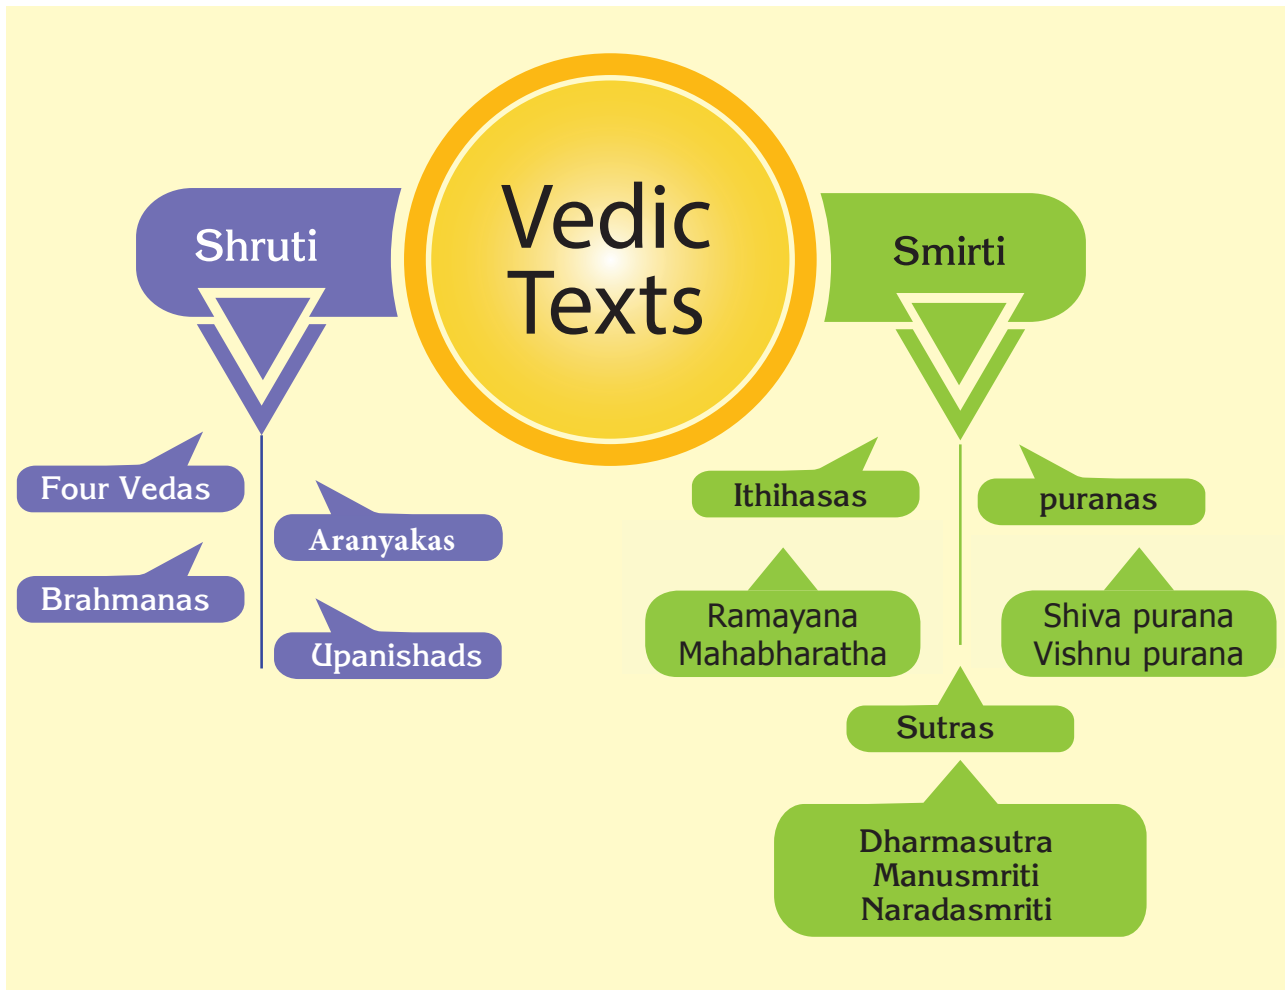 Vedic
Texts
Shruti
Four Vedas
Aranyakas
Brahmanas
Upanishads
Smirti
Ithihasas
puranas
Ramayana
Mahabharatha
Shiva purana
Vishnu purana
Sutras
Dharmasutra
Manusmriti
Naradasmriti